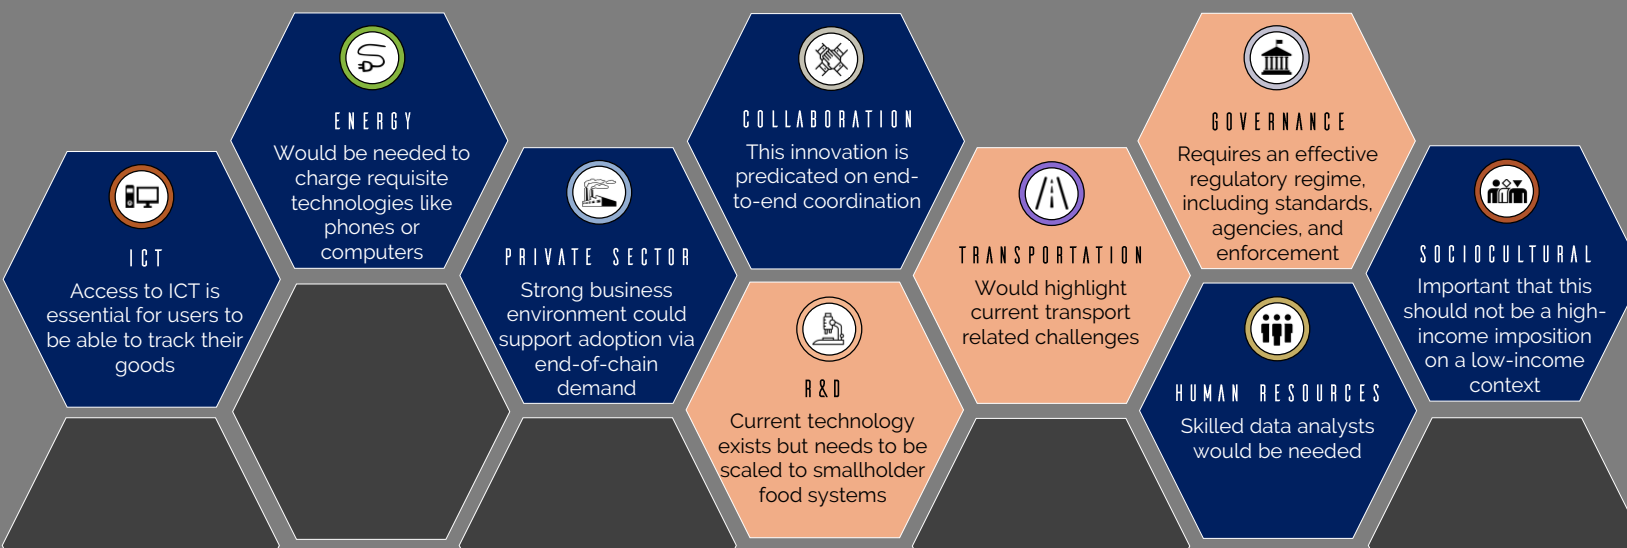 ICT
Access to ICT is
essential for users to
be able to track their
goods
ENERGY
Would be needed to
charge requisite
technologies like
phones or
computers
PRIVATE SECTOR
Strong business
environment could
support adoption via
end-of-chain
demand
COLLABORATION
This innovation is
predicated on end-
to-end coordination
R&D
Current technology
exists but needs to be
scaled to smallholder
food systems
TRANSPORTATION
Would highlight
current transport
related challenges
GOVERNANCE
Requires an effective
regulatory regime,
including standards,
agencies, and
enforcement
HUMAN RESOURCES
Skilled data analysts
would be needed
SOCIOCULTURAL
Important that this
should not be a high-
income imposition
on a low-income
context